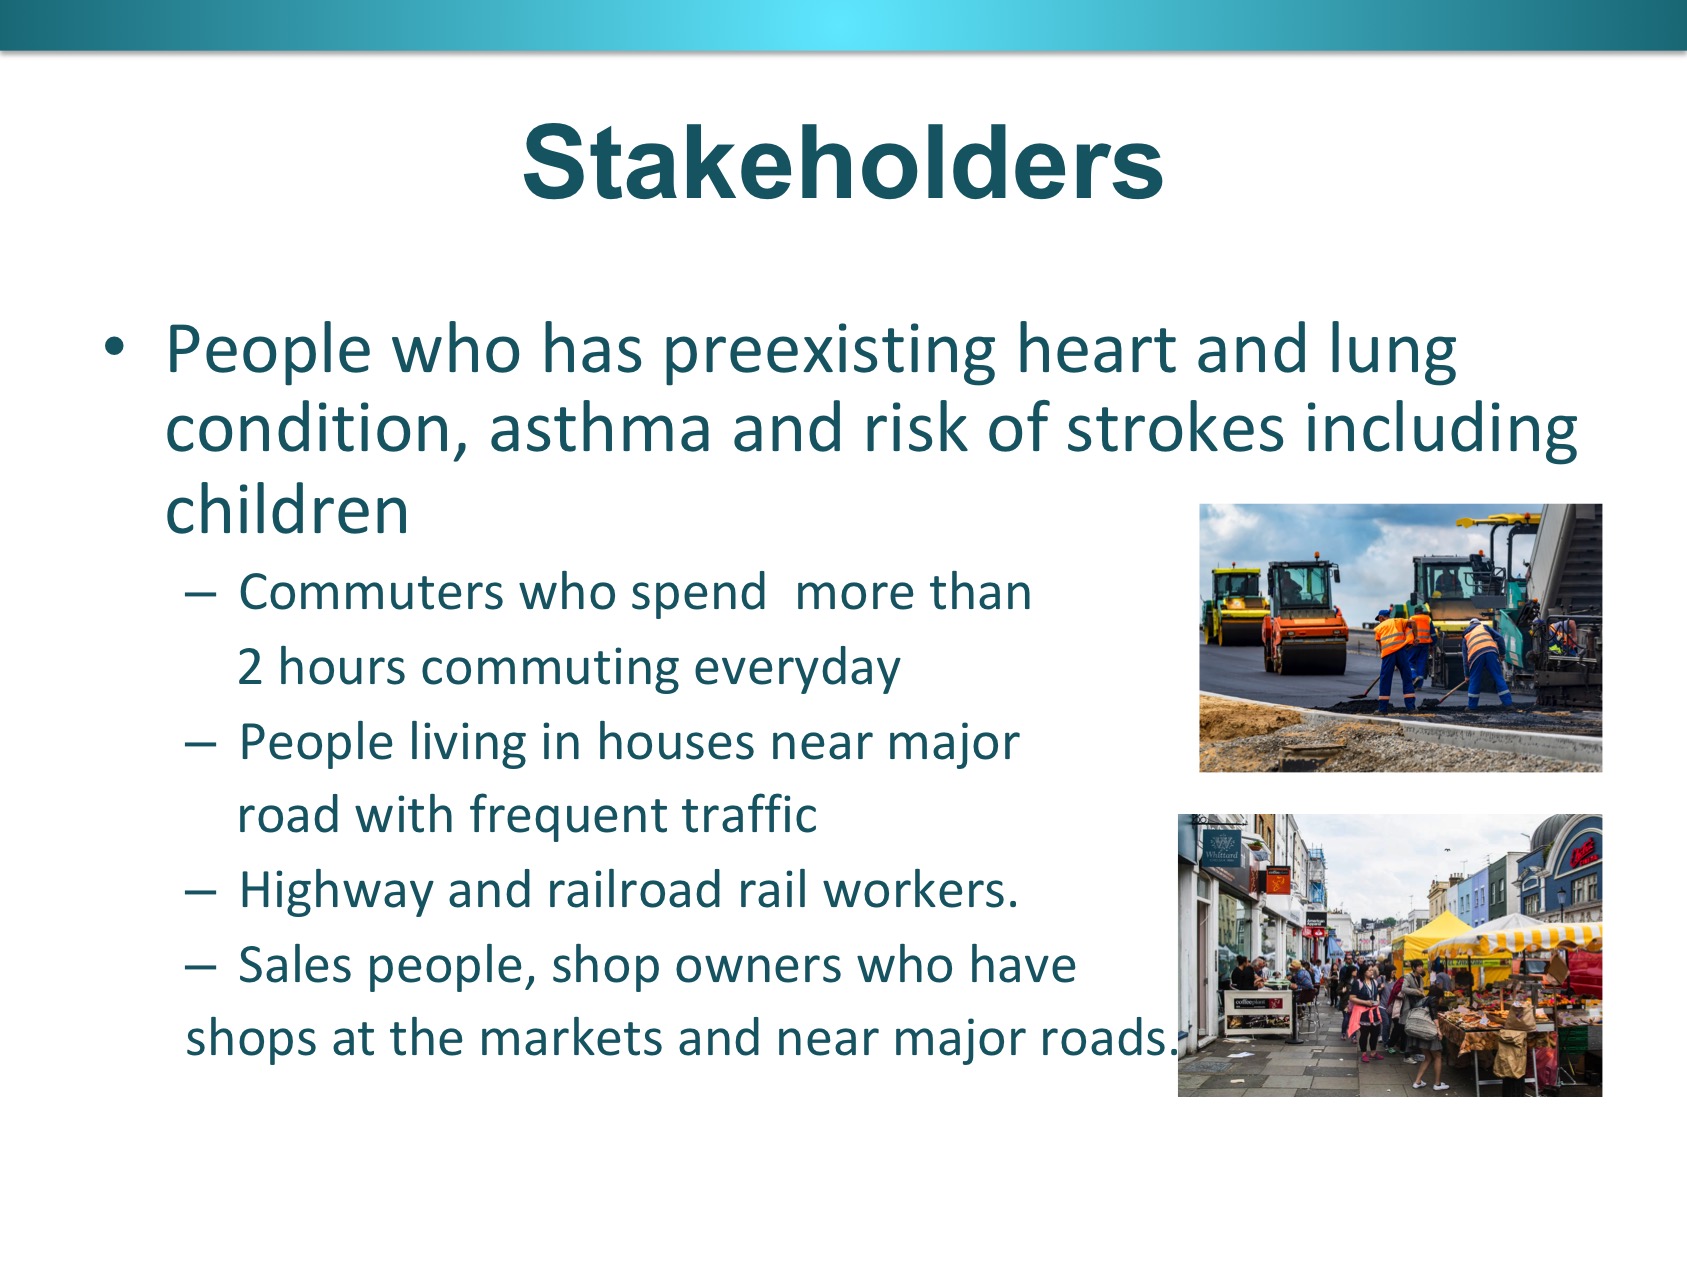 Stakeholders
• People who has preexisting heart and lung
condition, asthma and risk of strokes including
children
– Commuters who spend  more than
2 hours commuting everyday
– People living in houses near major
road with frequent traffic
– Highway and railroad rail workers.
– Sales people, shop owners who have
shops at the markets and near major roads.
Whittard